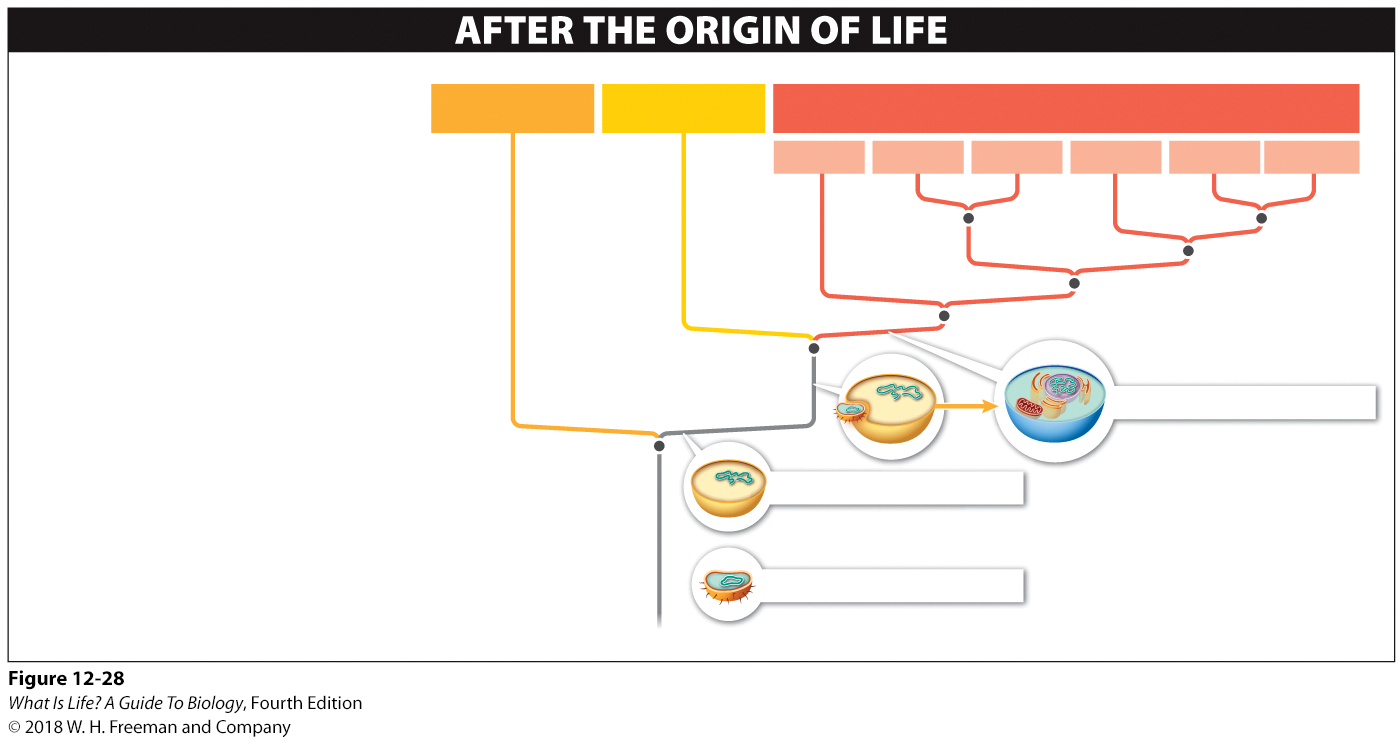 AFTER THE ORIGIN OF LIFE
Figure 12-28
What Is Life? A Guide To Biology, Fourth Edition
© 2018 W. H. Freeman and Company